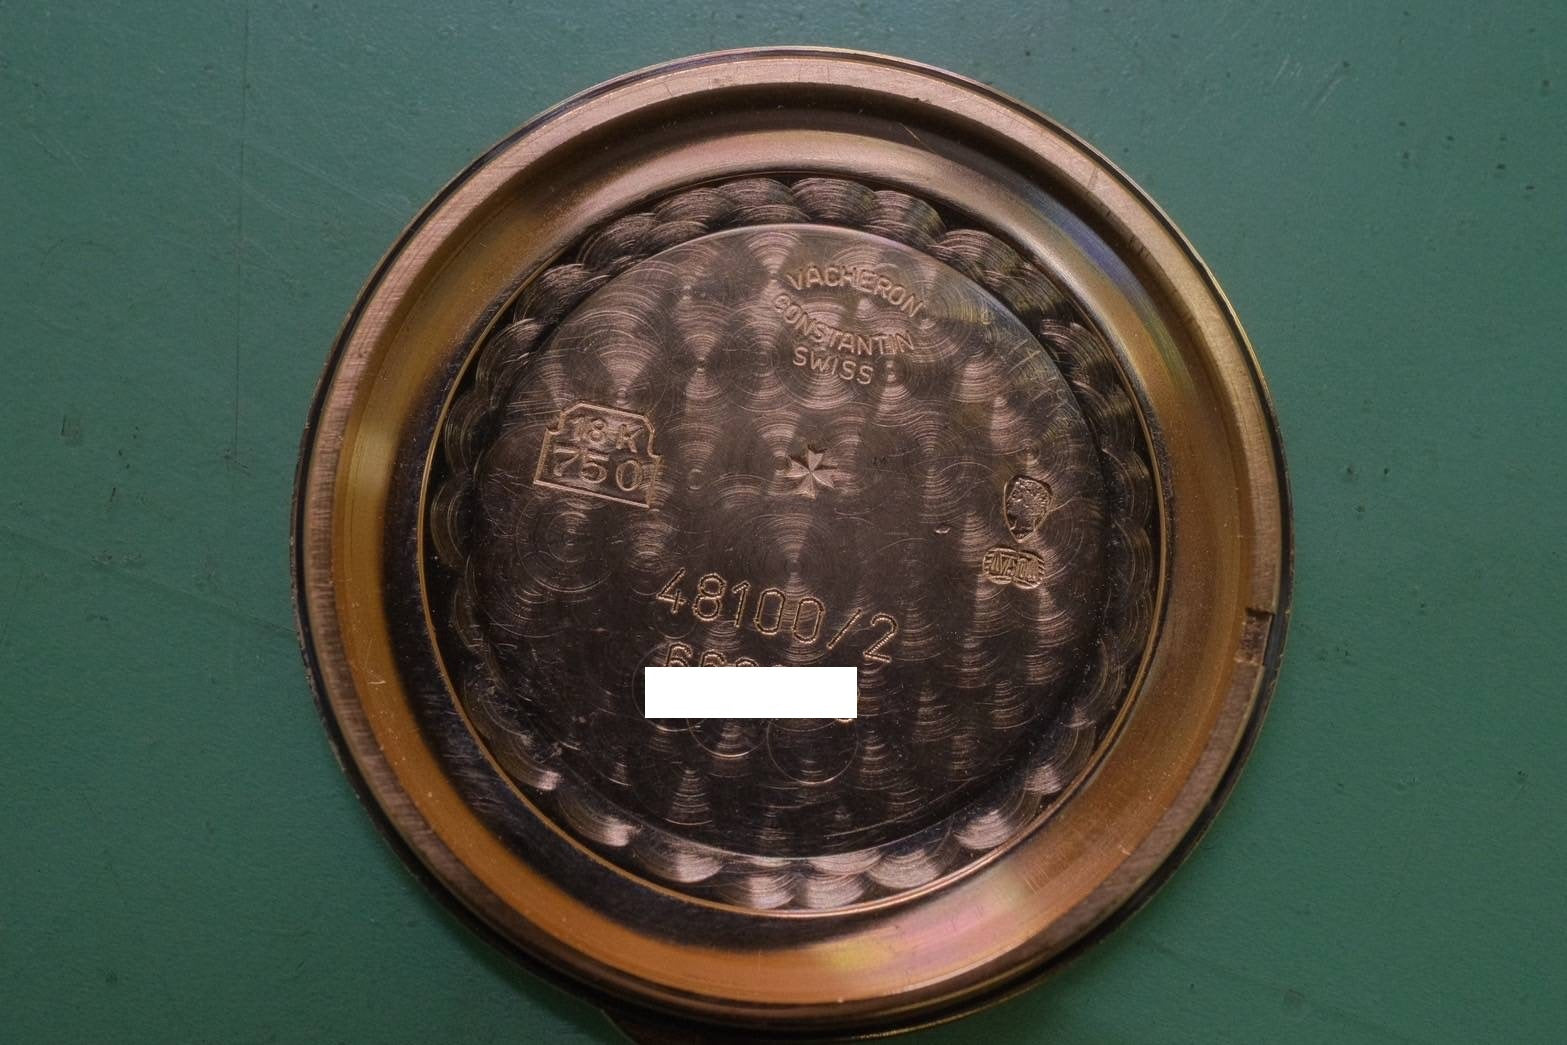 VACHERON
CONSTANTIN
SWISS
18K
750
48100/2